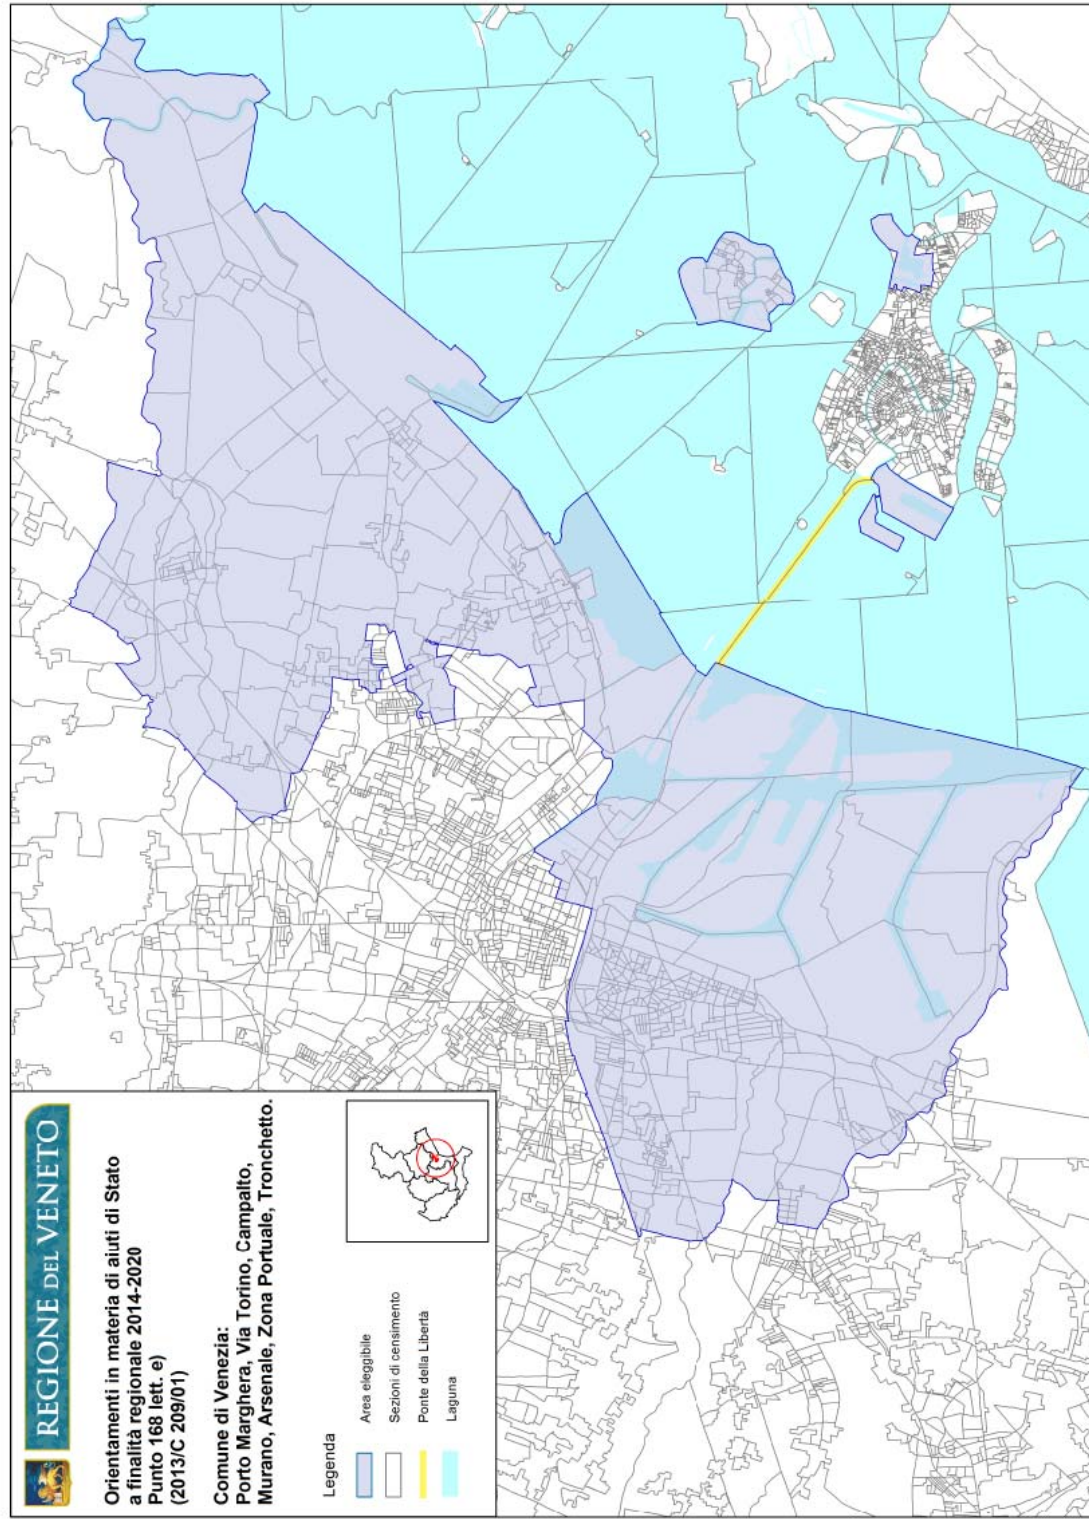 REGIONE DEL VENETO
Orientamenti in materia di aiuti di Stato
a finalità regionale 2014-2020
Punto 168 lett. e)
(2013/C 209/01)
Comune di Venezia:
Porto Marghera, Via Torino, Campalto,
Murano, Arsenale, Zona Portuale, Tronchetto.
Legenda
Area eleggibile
Sezioni di censimento
Ponte della Libertà
Laguna